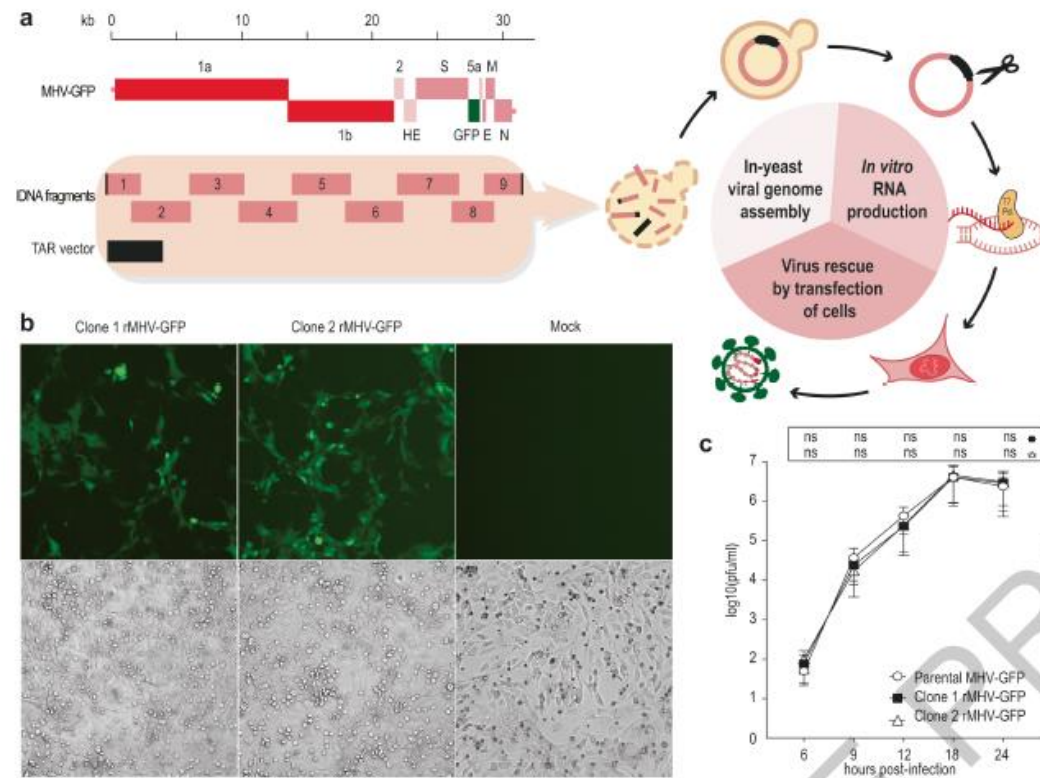 a
kb
0
10
20
30
1a
2
S
5a
M
MHV-GFP
1b
HE
GFP
E
N
IDNA fragments
1
3
5
7
9
2
4
6
8
TAR vector
In-yeast
viral genome
assembly
In vitro
RNA
production
Virus rescue
by transfection
of cells
T7
Pol
b
Clone 1 rMHV-GFP
Clone 2 rMHV-GFP
Mock
c
ns ns ns ns ns
ns ns ns ns ns
7
6
5
4
3
2
1
log10(pfu/ml)
Parental MHV-GFP
Clone 1 rMHV-GFP
Clone 2 rMHV-GFP
6 9 12 18 24
hours post-infection